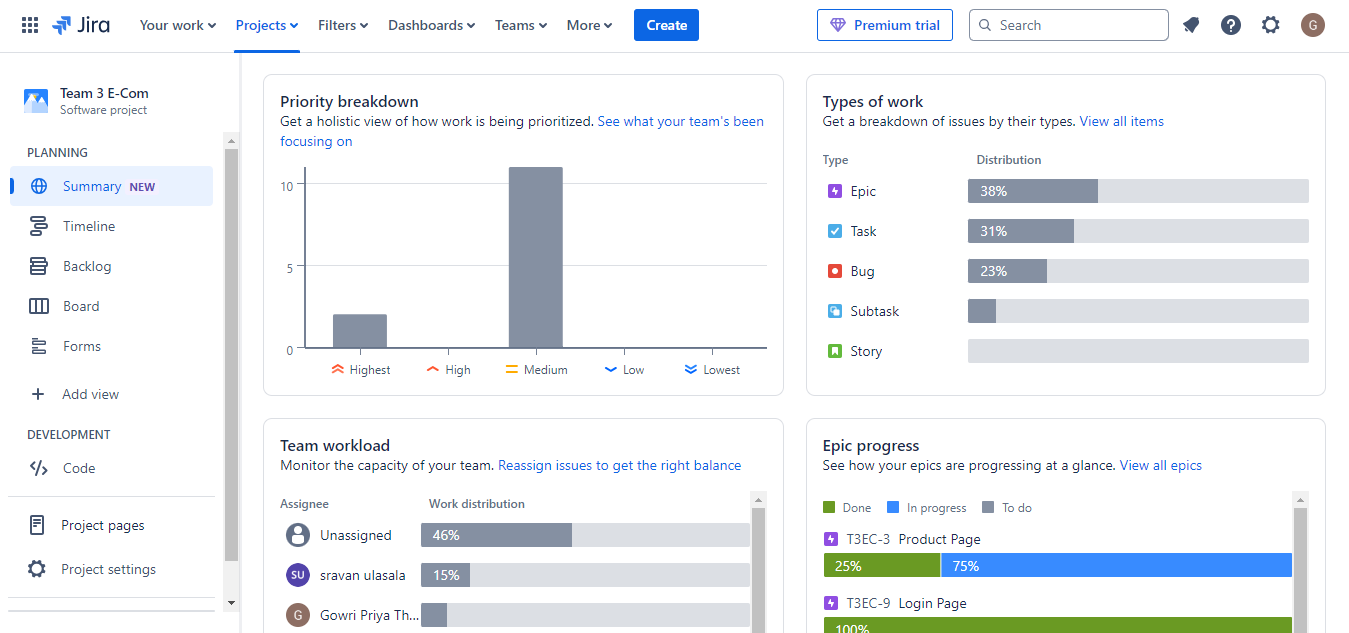 Jira
Your work
Projects
Filters
Dashboards
Teams
More
Create
Premium trial
Search
G
Team 3 E-Com
Software project
PLANNING
Summary NEW
Timeline
Backlog
Board
Forms
Add view
DEVELOPMENT
Code
Project pages
Project settings
Priority breakdown
Get a holistic view of how work is being prioritized. See what your team's been
focusing on
10
5
0
Highest
High
Medium
Low
Lowest
Types of work
Get a breakdown of issues by their types. View all items
Type Distribution
Epic 38%
Task 31%
Bug 23%
Subtask
Story
Team workload
Monitor the capacity of your team. Reassign issues to get the right balance
Assignee Work distribution
Unassigned 46%
SU sravan ulasala 15%
G Gowri Priya Th...
Epic progress
See how your epics are progressing at a glance. View all epics
Done In progress To do
T3EC-3 Product Page
25% 75%
T3EC-9 Login Page
100%